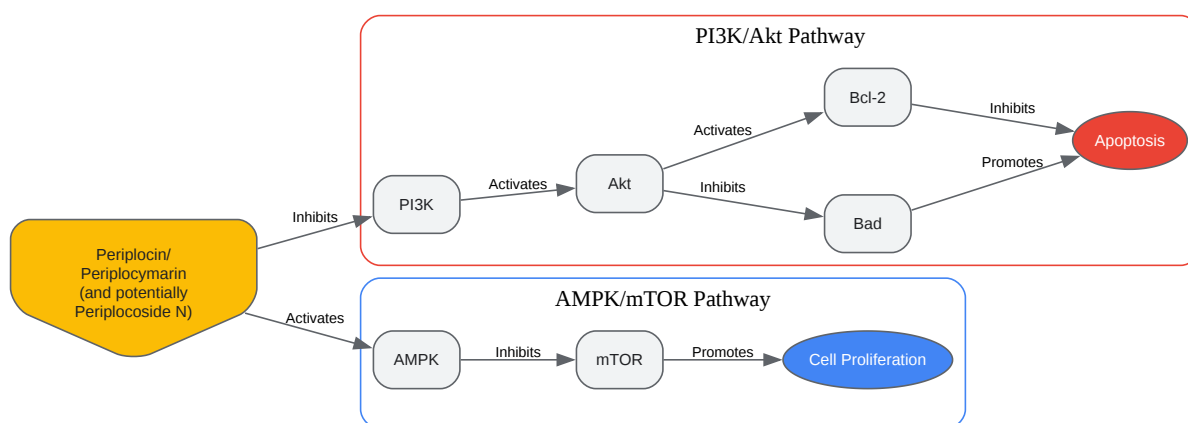 PI3K/Akt Pathway
Bcl-2
Inhibits
Activates
Apoptosis
Promotes
Akt
Activates
Inhibits
PI3K
Bad
Inhibits
Periplocin/
Periplocymarin
(and potentially
Periplocoside N)
AMPK/mTOR Pathway
Activates
AMPK
Inhibits
mTOR
Promotes
Cell Proliferation